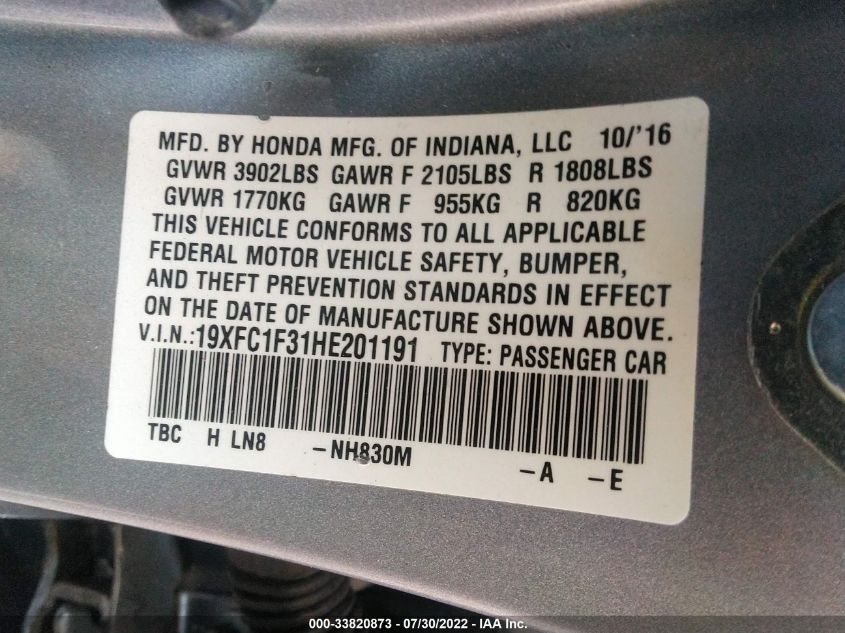 MFD. BY HONDA MFG. OF INDIANA, LLC 10/'16
GVWR 3902LBS GAWR F 2105LBS R 1808LBS
GVWR 1770KG GAWR F 955KG R 820KG
THIS VEHICLE CONFORMS TO ALL APPLICABLE
FEDERAL MOTOR VEHICLE SAFETY, BUMPER,
AND THEFT PREVENTION STANDARDS IN EFFECT
ON THE DATE OF MANUFACTURE SHOWN ABOVE.
V.I.N.:19XFC1F31HE201191 TYPE: PASSENGER CAR
TBC H LN8 -NH830M -A -E
000-33820873 - 07/30/2022 - IAA Inc.